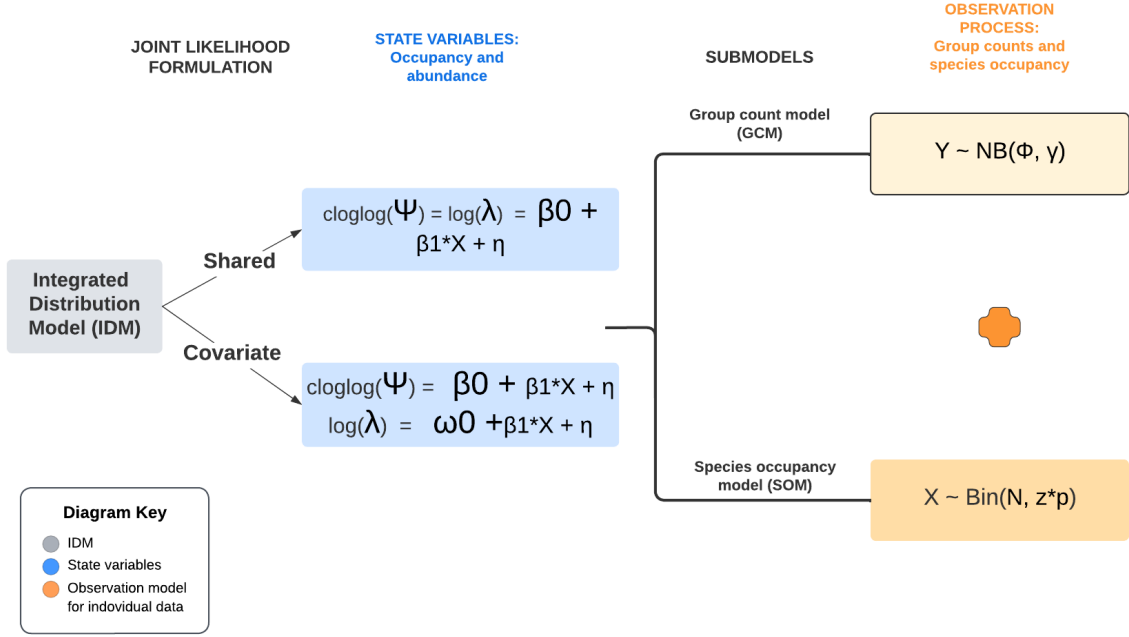 JOINT LIKELIHOOD
FORMULATION
STATE VARIABLES:
Occupancy and
abundance
SUBMODELS
OBSERVATION
PROCESS:
Group counts and
species occupancy
Group count model
(GCM)
Y ~ NB(Φ, γ)
cloglog(Ψ) = log(λ) = β0 +
β1*X + η
Shared
Integrated
Distribution
Model (IDM)
Covariate
cloglog(Ψ) = β0 + β1*X + η
log(λ) = ω0 +β1*X + η
Species occupancy
model (SOM)
X ~ Bin(N, z*p)
Diagram Key
IDM
State variables
Observation model
for indovidual data